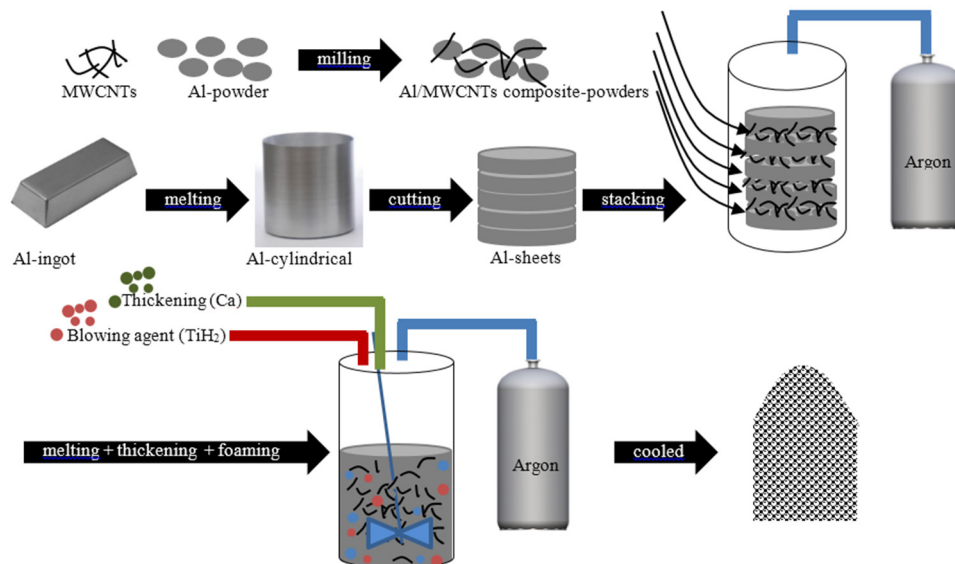 milling
MWCNTs
Al-powder
Al/MWCNTs composite-powders
Argon
melting
cutting
stacking
Al-ingot
Al-cylindrical
Al-sheets
Thickening (Ca)
Blowing agent (TiH₂)
melting + thickening + foaming
Argon
cooled